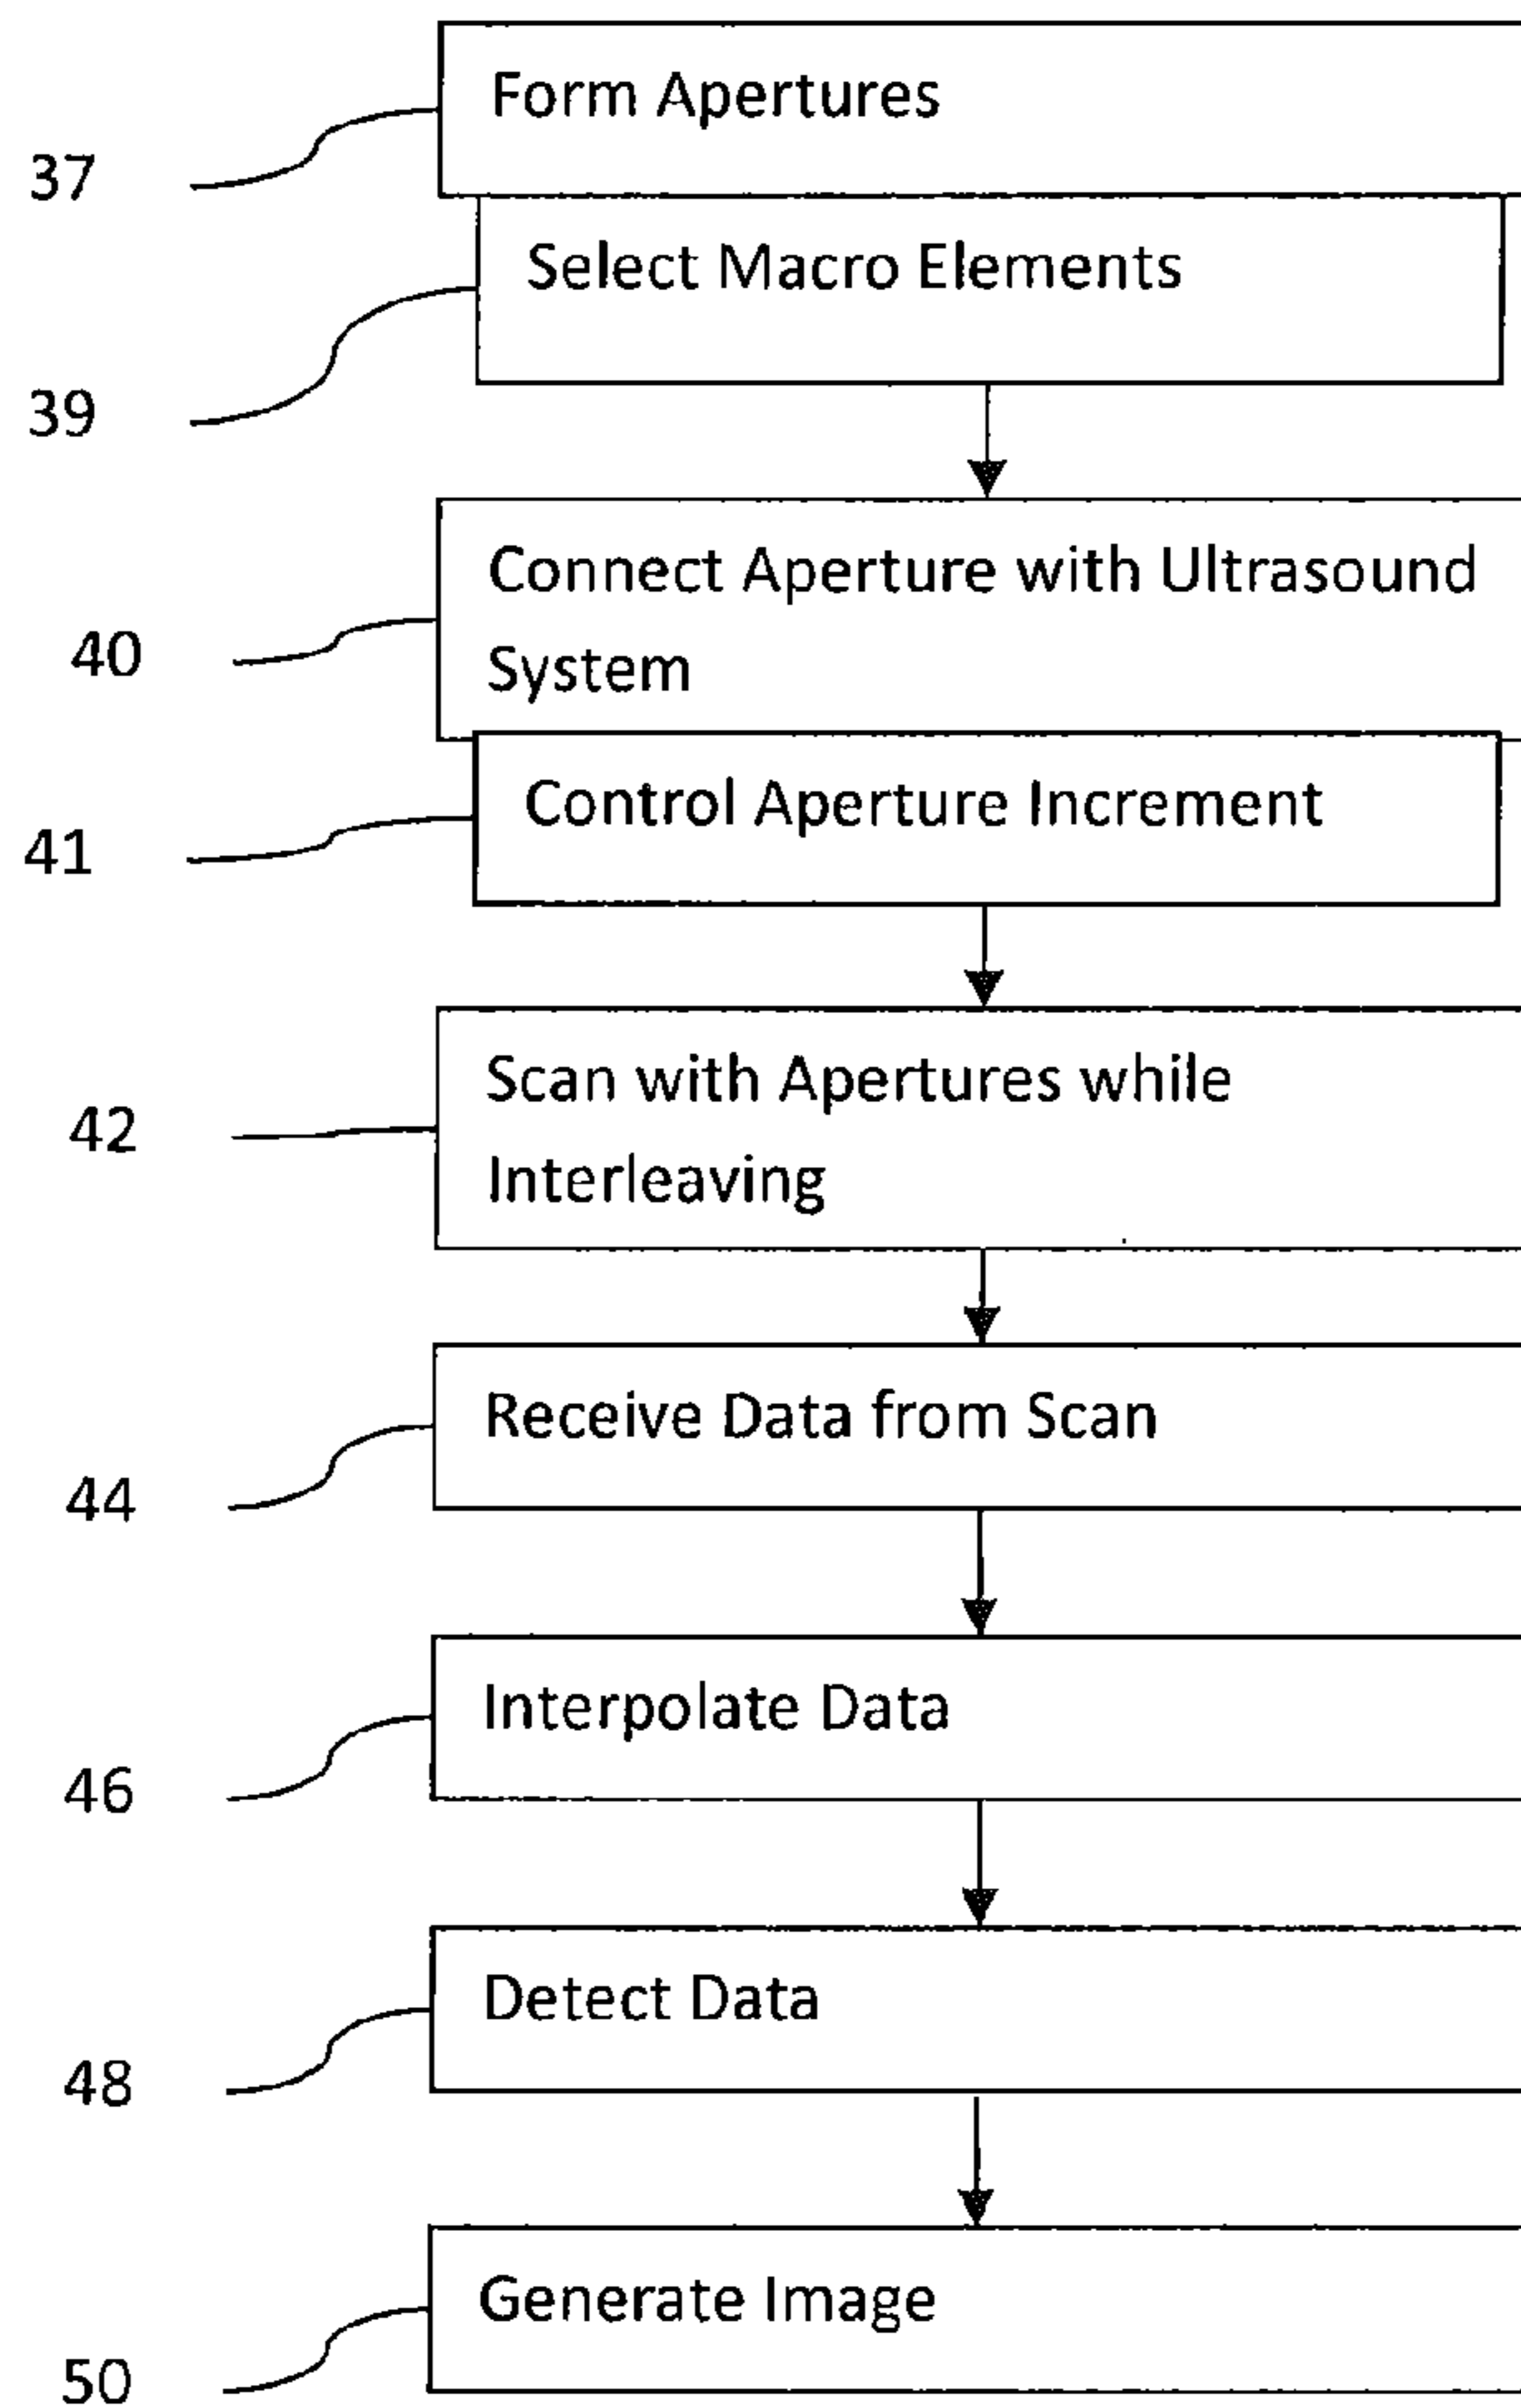 Form Apertures
37
Select Macro Elements
39
Connect Aperture with Ultrasound
System
40
Control Aperture Increment
41
Scan with Apertures while
Interleaving
42
Receive Data from Scan
44
Interpolate Data
46
Detect Data
48
Generate Image
50